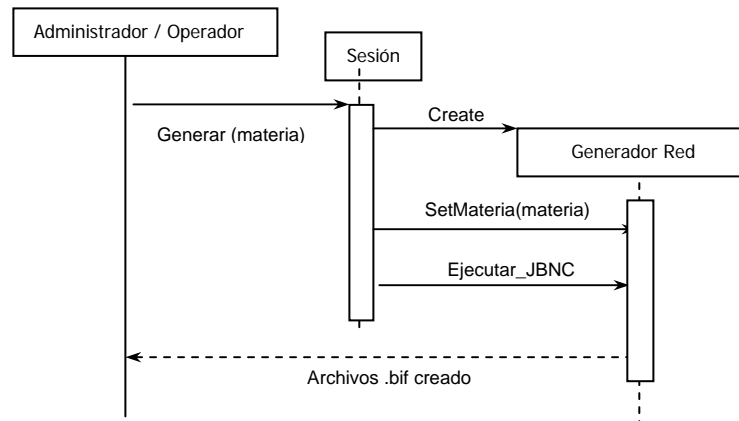 Administrador / Operador
Sesión
Create
Generar (materia)
Generador Red
SetMateria(materia)
Ejecutar_JBNC
Archivos .bif creado